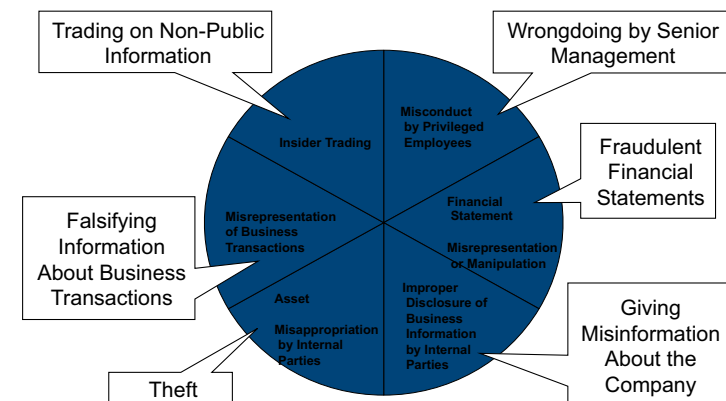 Trading on Non-Public
Information
Wrongdoing by Senior
Management
Insider Trading
Misconduct
by Privileged
Employees
Fraudulent
Financial
Statements
Falsifying
Information
About Business
Transactions
Misrepresentation
of Business
Transactions
Financial
Statement
Misrepresentation
or Manipulation
Asset
Misappropriation
by Internal
Parties
Improper
Disclosure of
Business
Information
by Internal
Parties
Giving
Misinformation
About the
Company
Theft